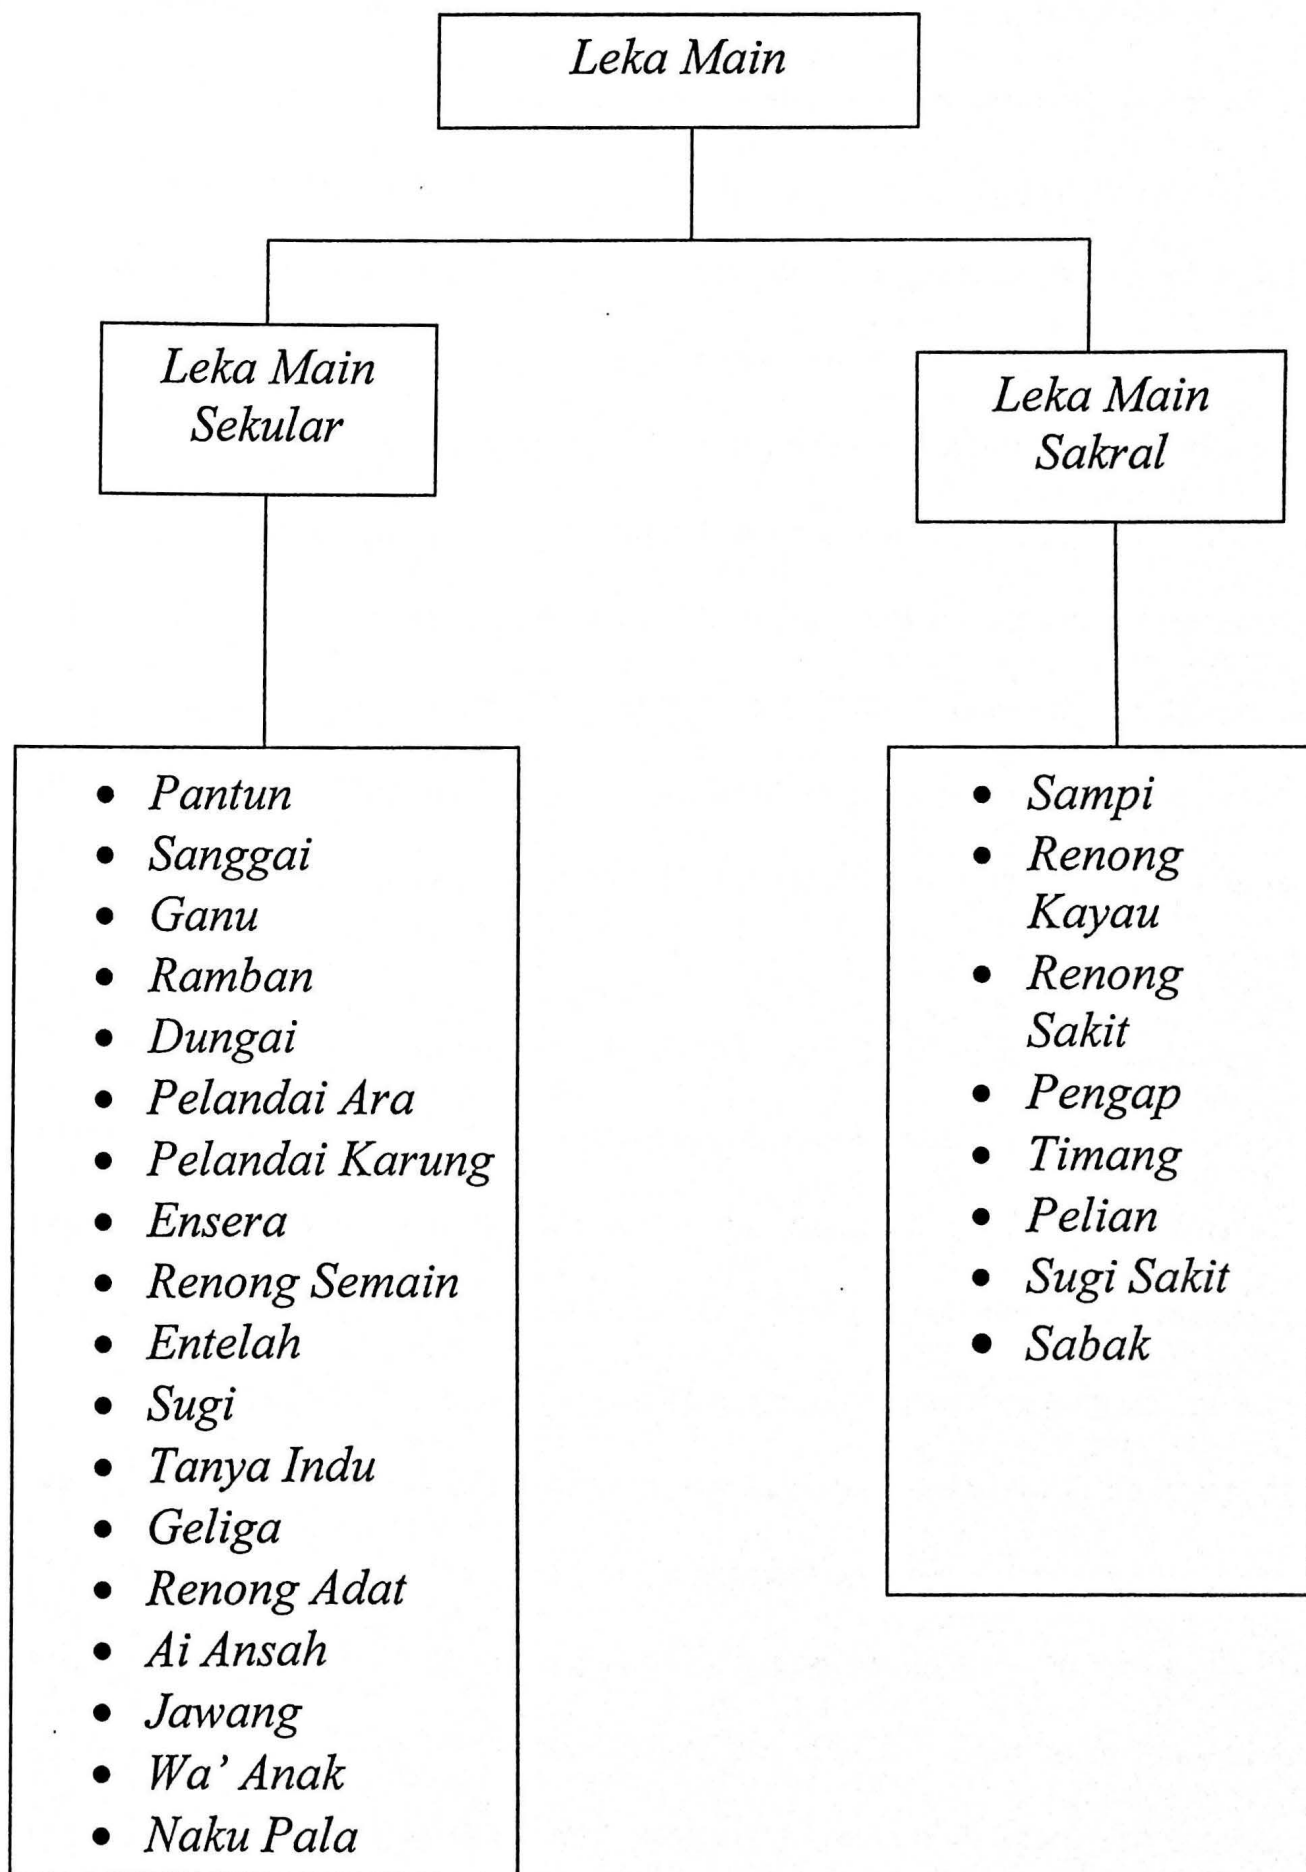 Leka Main
Leka Main
Sekular
Leka Main
Sakral
• Pantun
• Sanggai
• Ganu
• Ramban
• Dungai
• Pelandai Ara
• Pelandai Karung
• Ensera
• Renong Semain
• Entelah
• Sugi
• Tanya Indu
• Geliga
• Renong Adat
• Ai Ansah
• Jawang
• Wa’ Anak
• Naku Pala
• Sampi
• Renong
Kayau
• Renong
Sakit
• Pengap
• Timang
• Pelian
• Sugi Sakit
• Sabak